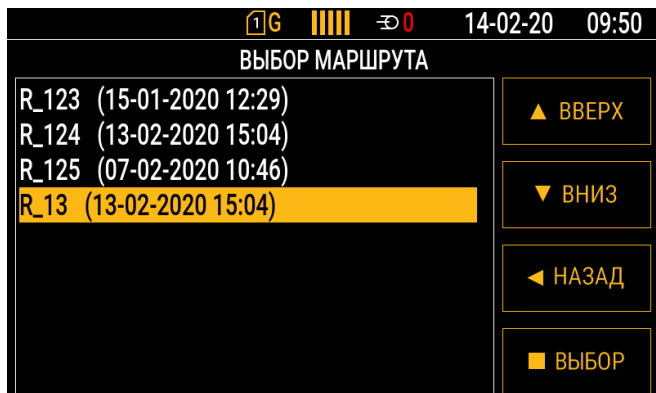 1 G 0 14-02-20 09:50
ВЫБОР МАРШРУТА
R_123 (15-01-2020 12:29)
R_124 (13-02-2020 15:04)
R_125 (07-02-2020 10:46)
R_13 (13-02-2020 15:04)
▲ ВВЕРХ
▼ ВНИЗ
◄ НАЗАД
■ ВЫБОР